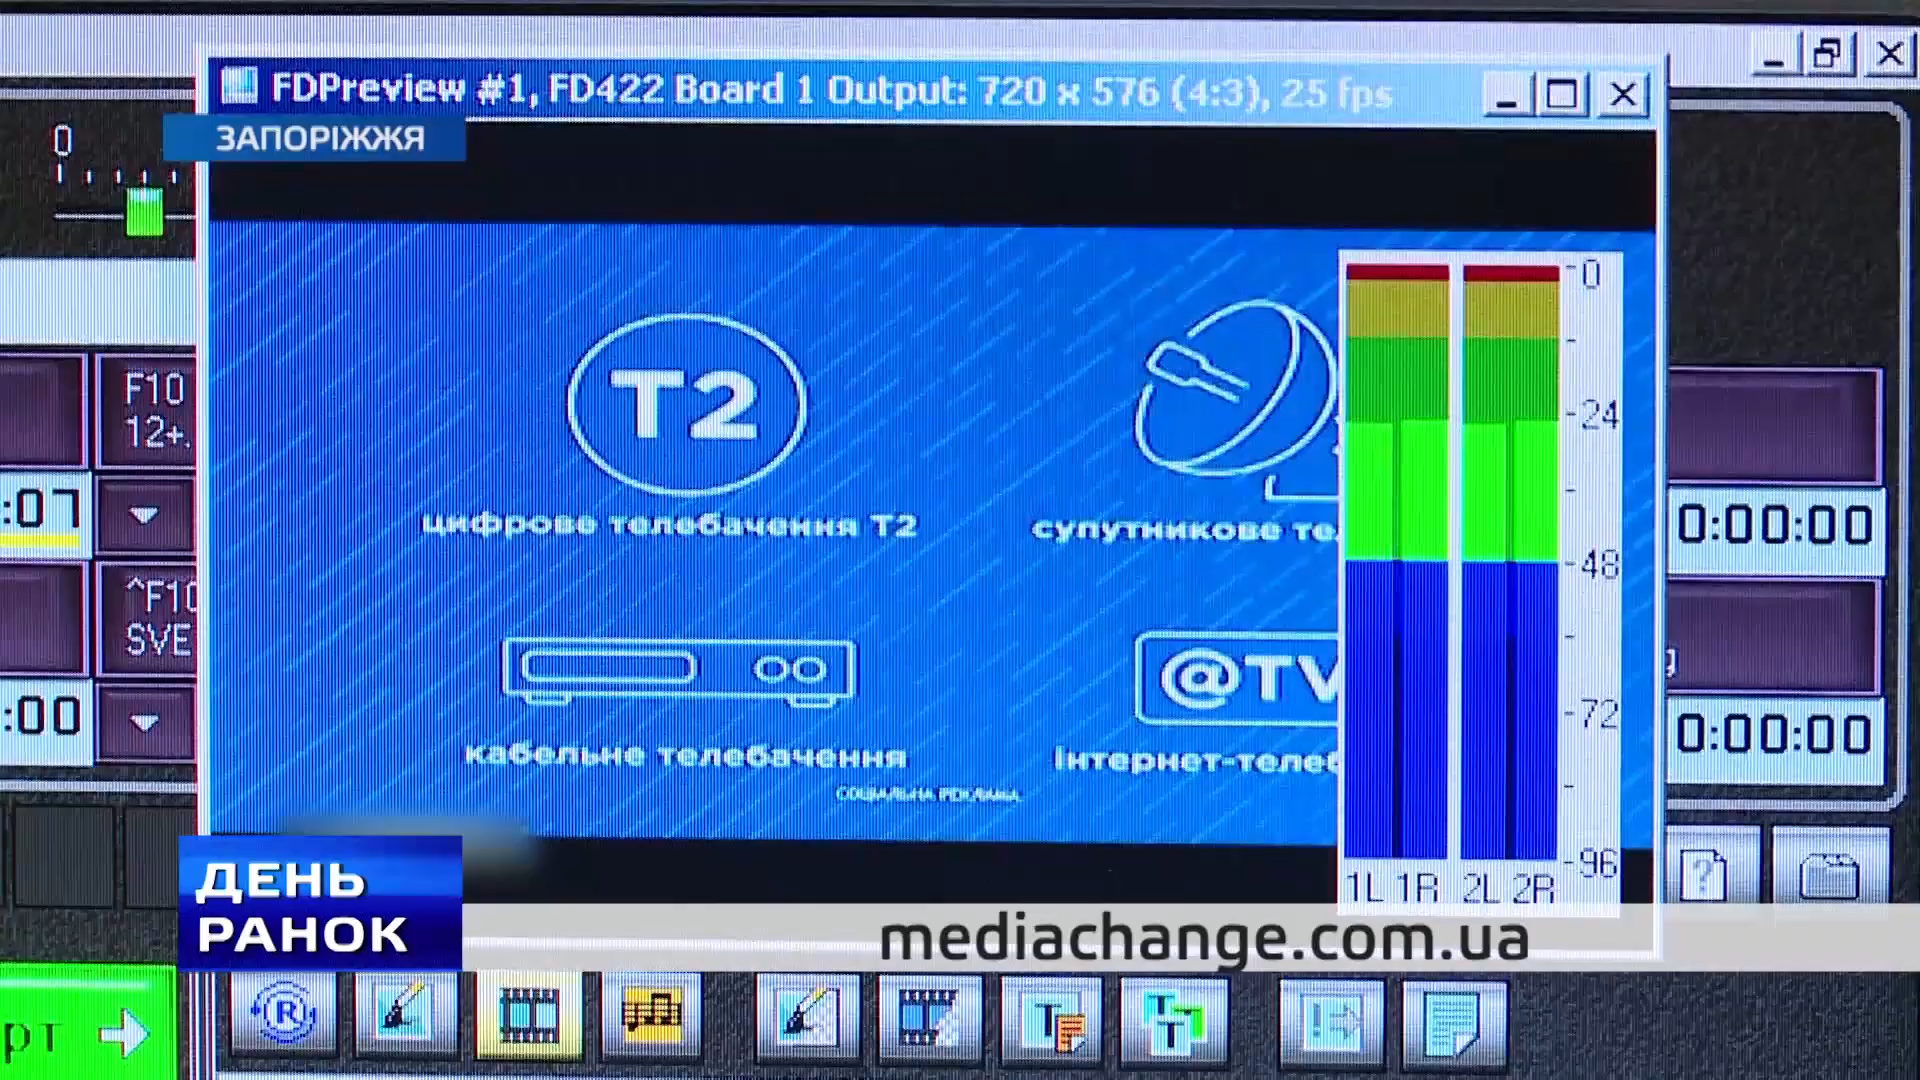 FDPreview #1, FD422 Board 1 Output: 720 x 576 (4:3), 25 fps
ЗАПОРІЖЖЯ
0
0
T2
-24
F10
12+.
цифрове телебачення Т2
супутникове те
:07
0:00:00
-48
^F10
SVE
@TV
-72
:00
0:00:00
кабельне телебачення
інтернет-телеб
СОЦІАЛЬНА РЕКЛАМА
-96
1L 1R 2L 2R
ДЕНЬ
РАНОК
mediachange.com.ua
рт
R
T
T
T